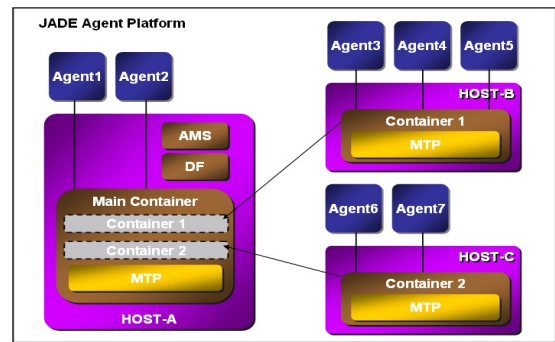 JADE Agent Platform
Agent1
Agent2
AMS
DF
Main Container
Container 1
Container 2
MTP
HOST-A
Agent3
Agent4
Agent5
HOST-B
Container 1
MTP
Agent6
Agent7
HOST-C
Container 2
MTP